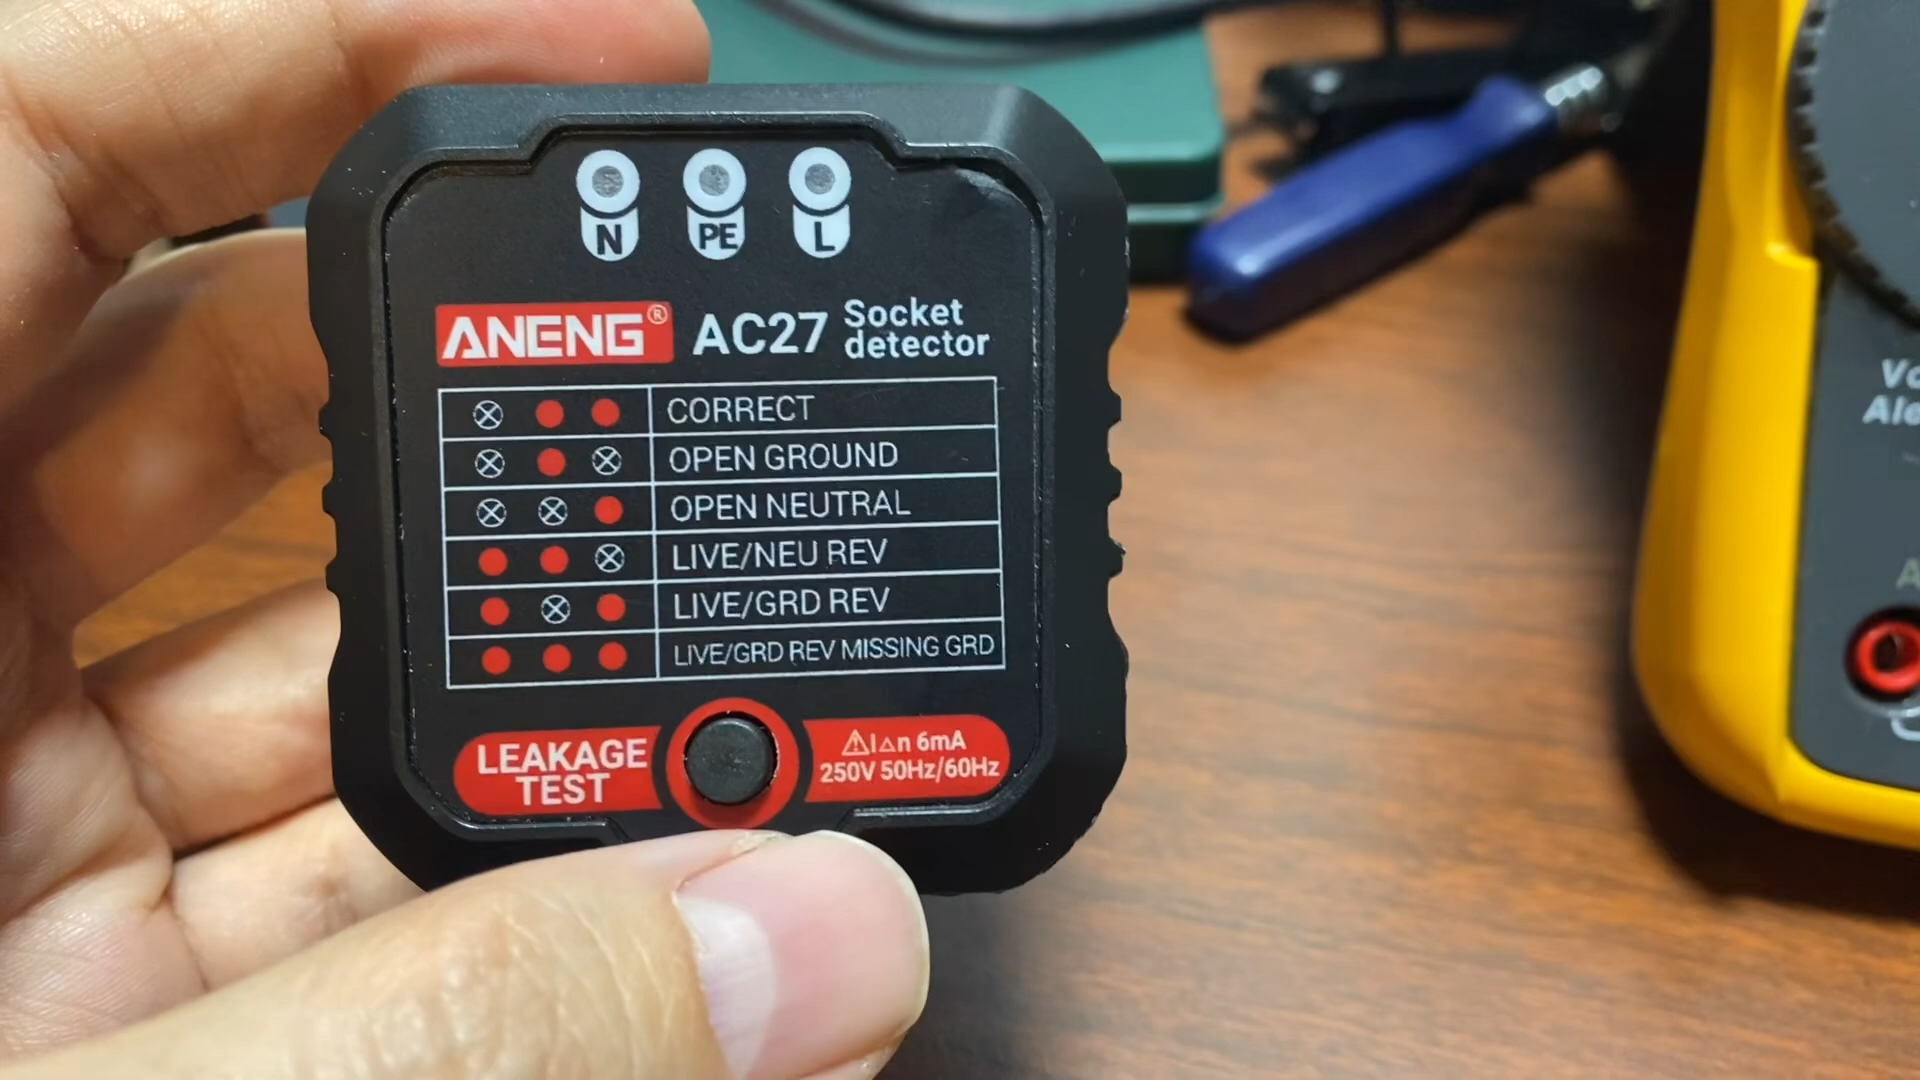 N PE L
ANENG® AC27 Socket detector
CORRECT
OPEN GROUND
OPEN NEUTRAL
LIVE/NEU REV
LIVE/GRD REV
LIVE/GRD REV MISSING GRD
LEAKAGE
TEST
⚠I△n 6mA
250V 50Hz/60Hz